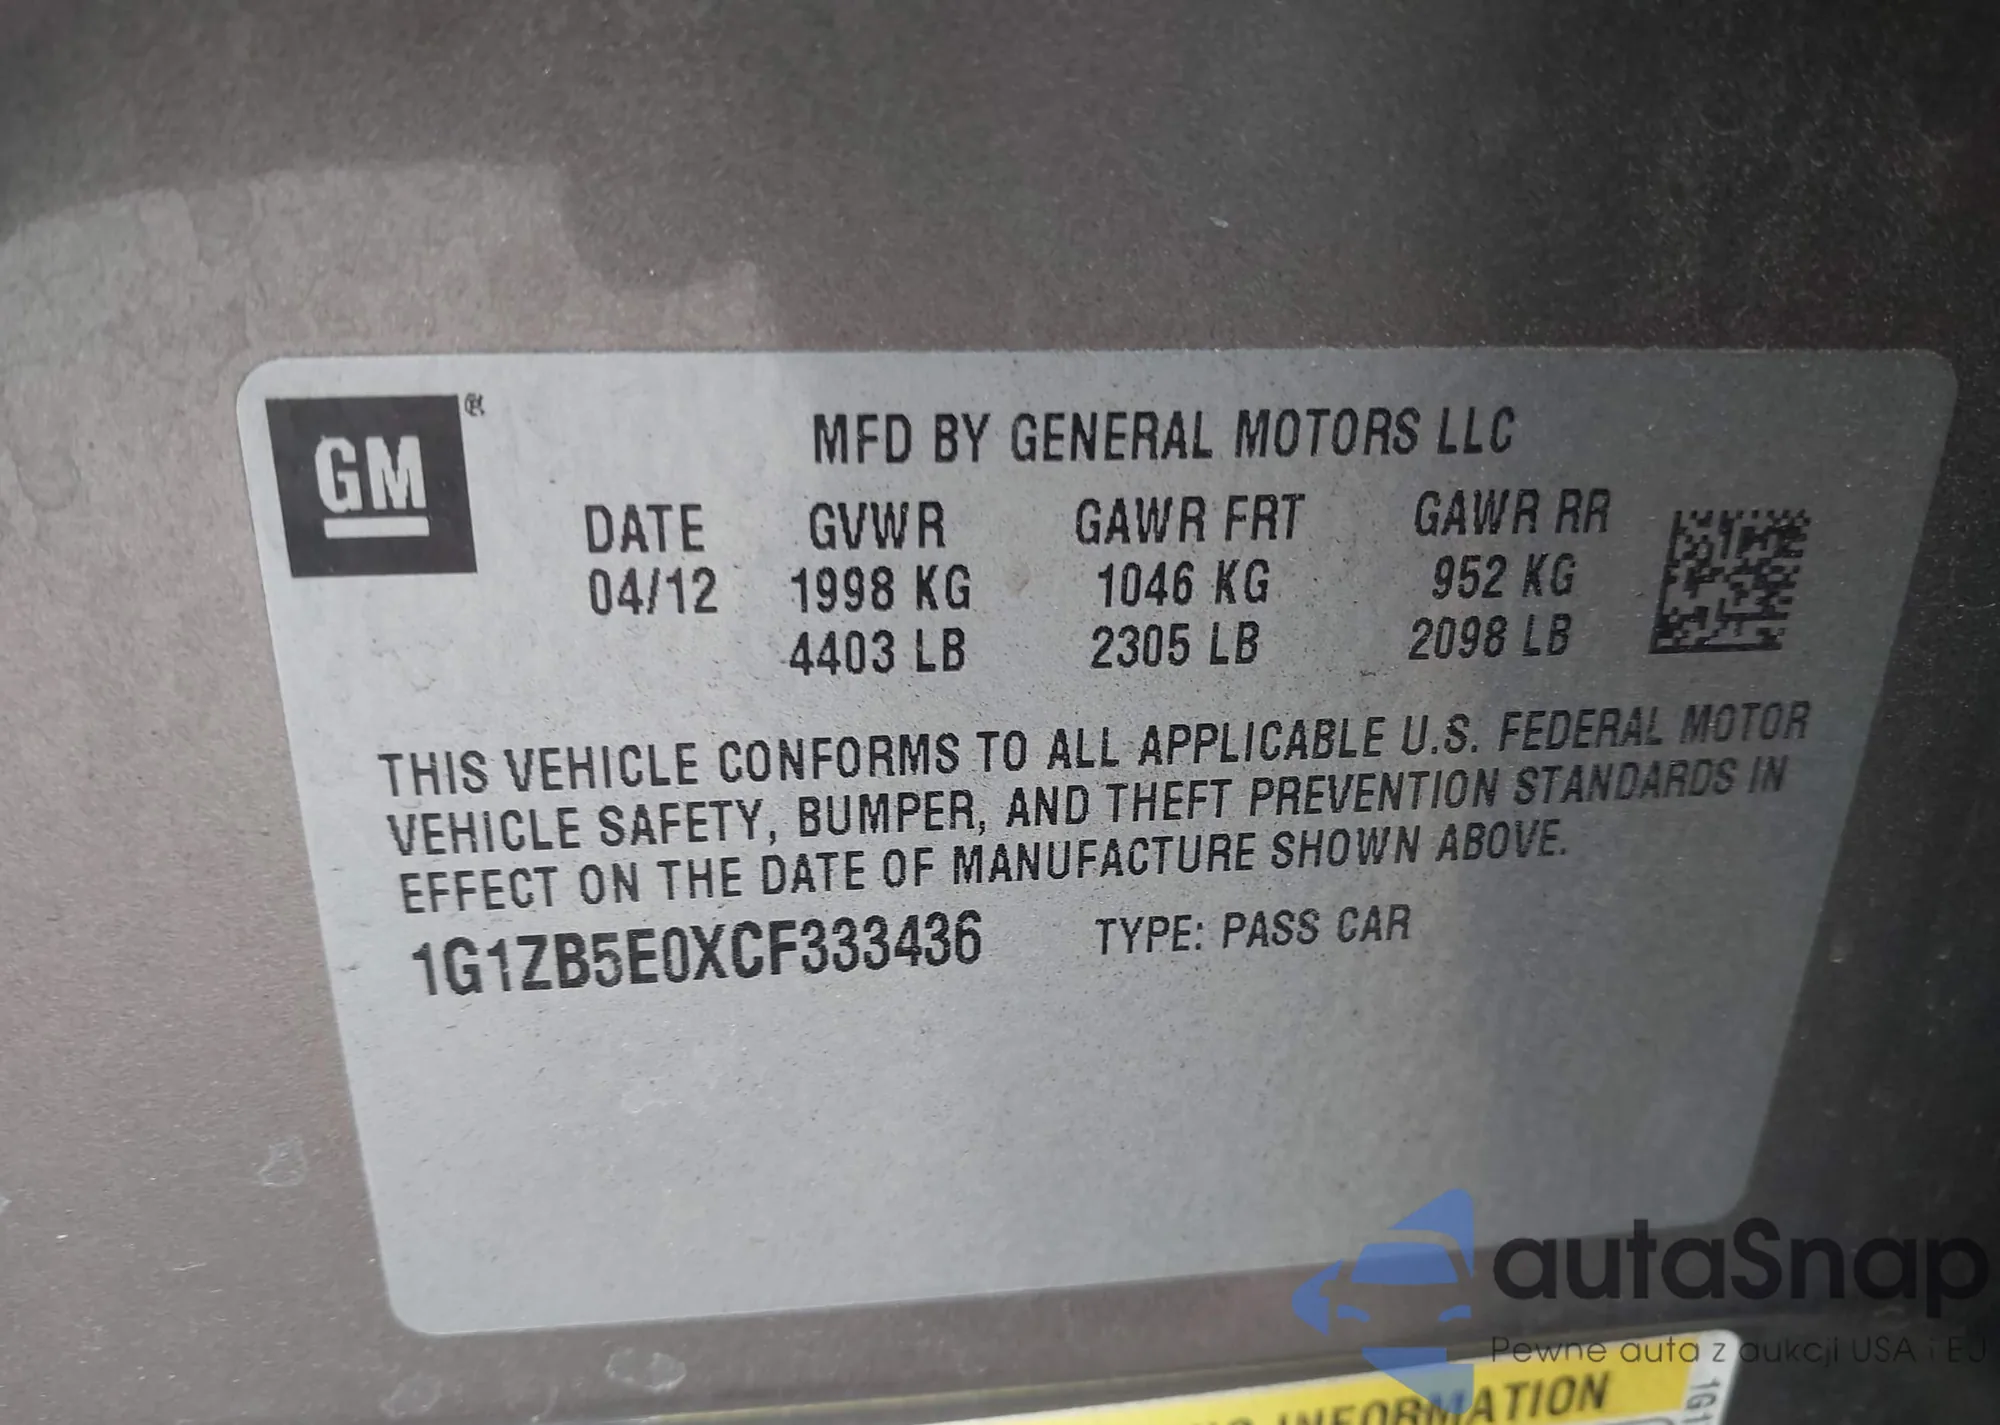 GM®
MFD BY GENERAL MOTORS LLC
DATE GVWR GAWR FRT GAWR RR
04/12 1998 KG 1046 KG 952 KG
4403 LB 2305 LB 2098 LB
THIS VEHICLE CONFORMS TO ALL APPLICABLE U.S. FEDERAL MOTOR
VEHICLE SAFETY, BUMPER, AND THEFT PREVENTION STANDARDS IN
EFFECT ON THE DATE OF MANUFACTURE SHOWN ABOVE.
1G1ZB5E0XCF333436 TYPE: PASS CAR
autaSnap
Pewne auta z aukcji USA i EU
INFORMATION
1G1